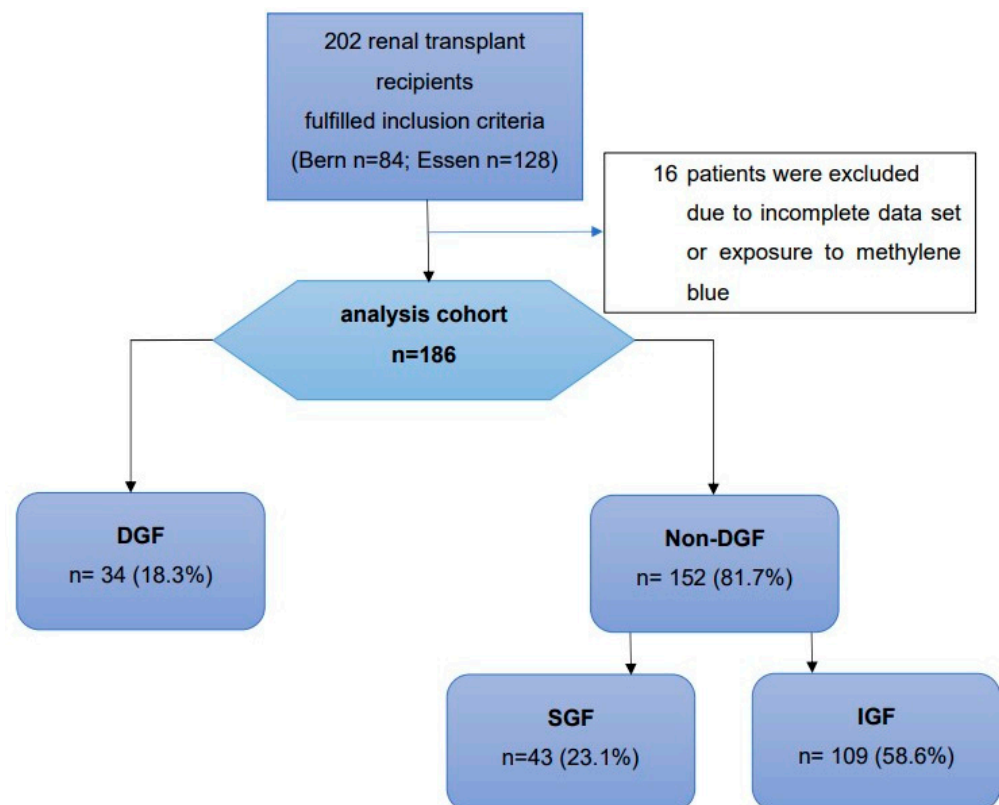 202 renal transplant
recipients
fulfilled inclusion criteria
(Bern n=84; Essen n=128)
16 patients were excluded
due to incomplete data set
or exposure to methylene
blue
analysis cohort
n=186
DGF
n= 34 (18.3%)
Non-DGF
n= 152 (81.7%)
SGF
n=43 (23.1%)
IGF
n= 109 (58.6%)